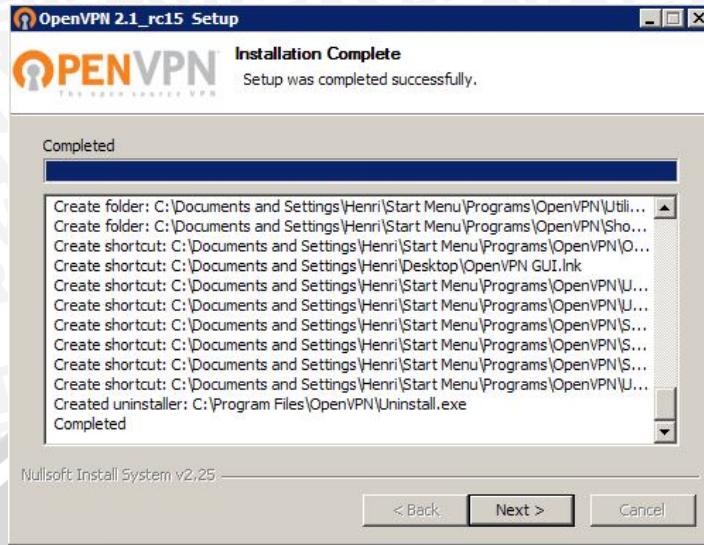 OpenVPN 2.1_rc15 Setup
OPENVPN
The open source VPN
Installation Complete
Setup was completed successfully.
Completed
Create folder: C:\Documents and Settings\Henri\Start Menu\Programs\OpenVPN\Utili...
Create folder: C:\Documents and Settings\Henri\Start Menu\Programs\OpenVPN\Sho...
Create shortcut: C:\Documents and Settings\Henri\Start Menu\Programs\OpenVPN\O...
Create shortcut: C:\Documents and Settings\Henri\Desktop\OpenVPN GUI.lnk
Create shortcut: C:\Documents and Settings\Henri\Start Menu\Programs\OpenVPN\U...
Create shortcut: C:\Documents and Settings\Henri\Start Menu\Programs\OpenVPN\U...
Create shortcut: C:\Documents and Settings\Henri\Start Menu\Programs\OpenVPN\S...
Create shortcut: C:\Documents and Settings\Henri\Start Menu\Programs\OpenVPN\S...
Create shortcut: C:\Documents and Settings\Henri\Start Menu\Programs\OpenVPN\S...
Create shortcut: C:\Documents and Settings\Henri\Start Menu\Programs\OpenVPN\U...
Created uninstaller: C:\Program Files\OpenVPN\Uninstall.exe
Completed
Nullsoft Install System v2.25
< Back
Next >
Cancel